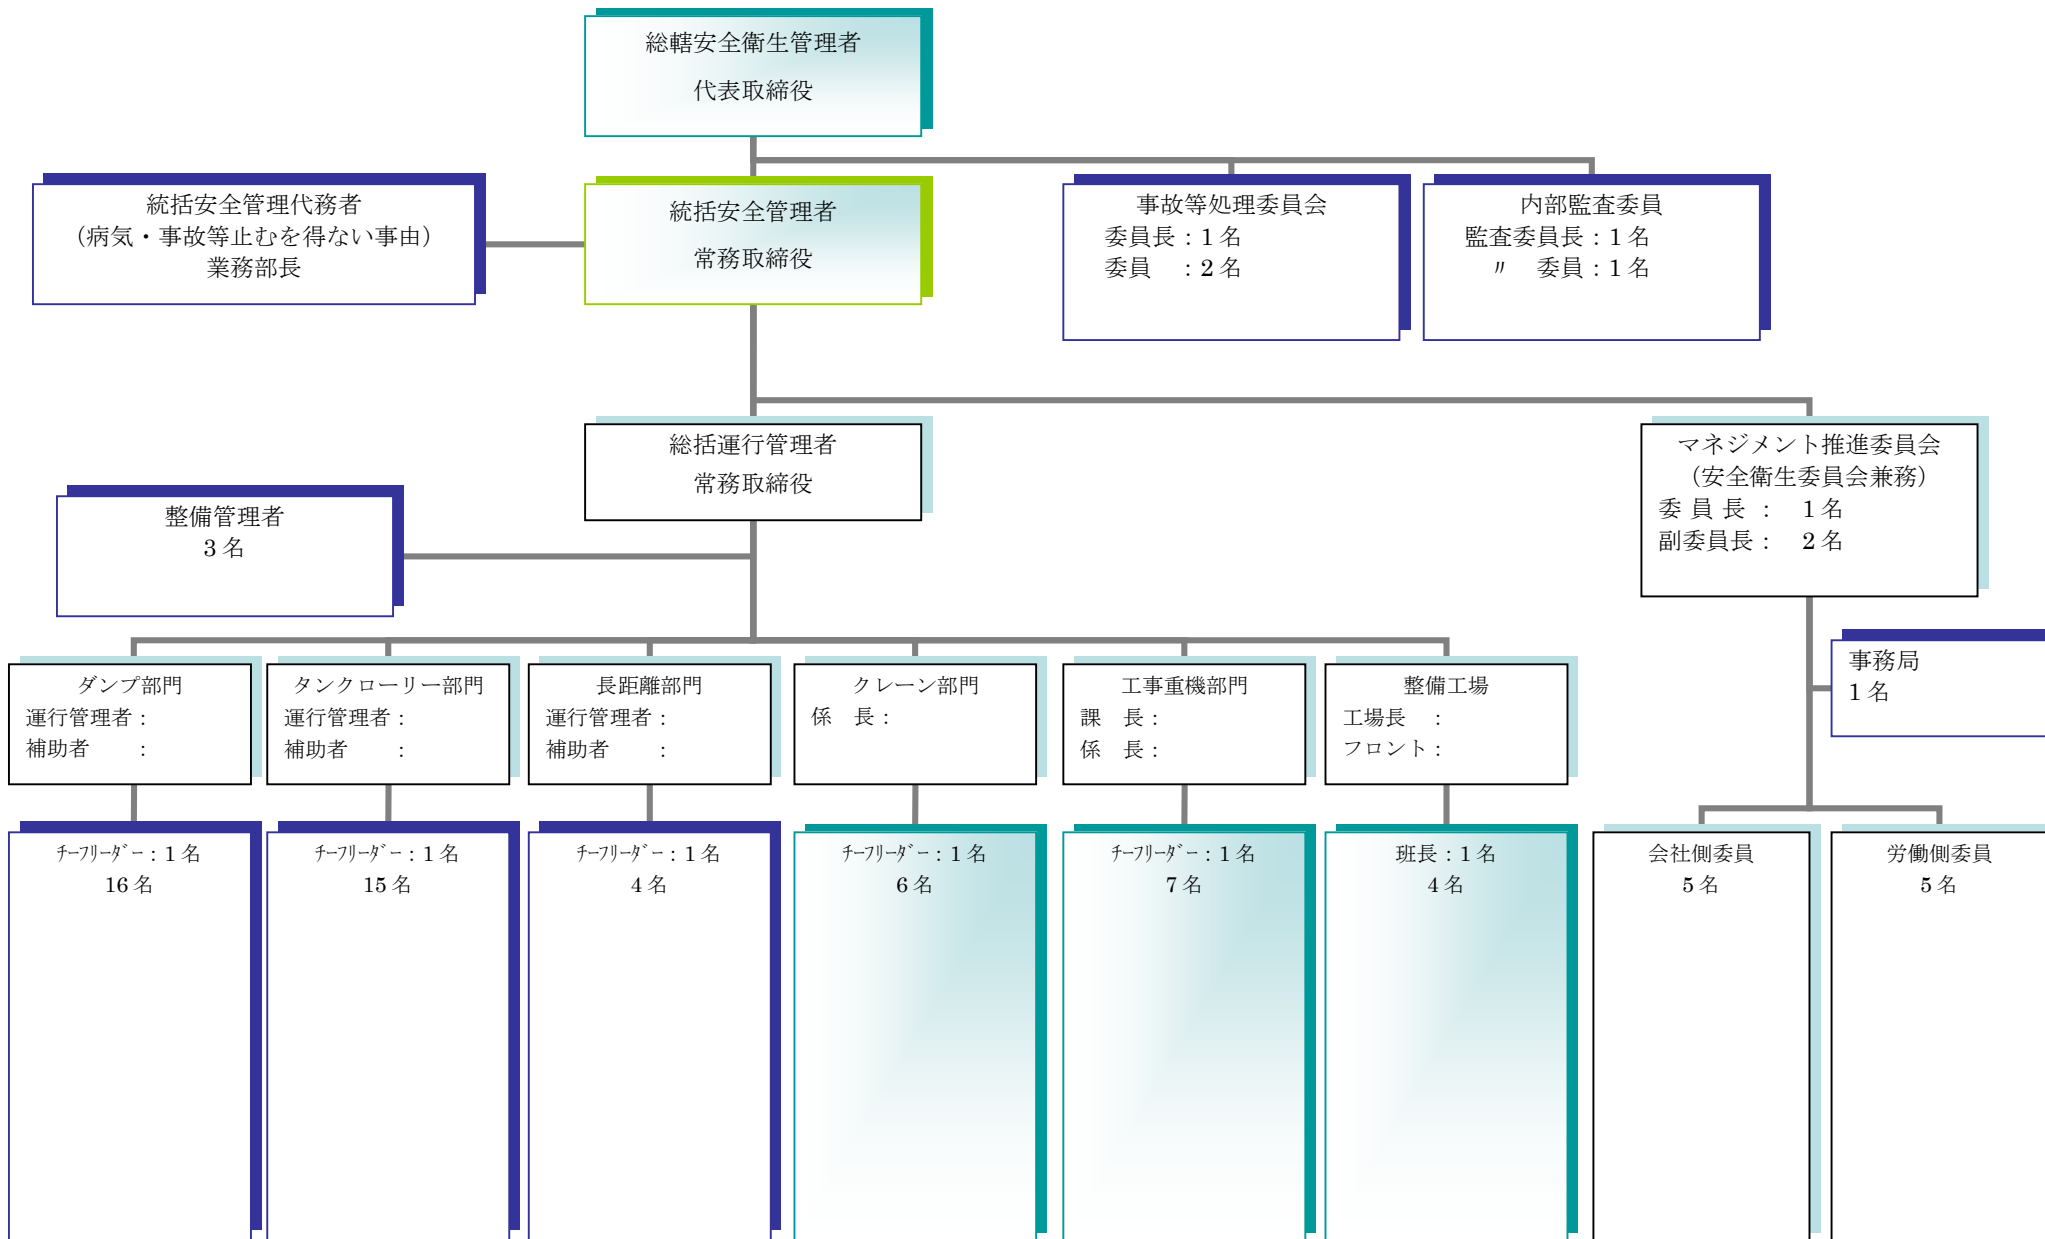 総轄安全衛生管理者
代表取締役
統括安全管理代務者
（病気・事故等止むを得ない事由）
業務部長
統括安全管理者
常務取締役
事故等処理委員会
委員長：1名
委員　：2名
内部監査委員
監査委員長：1名
〃　委員：1名
総括運行管理者
常務取締役
マネジメント推進委員会
（安全衛生委員会兼務）
委 員 長 ：　1名
副委員長：　2名
整備管理者
3名
事務局
1名
ダンプ部門
運行管理者：
補助者　　：
タンクローリー部門
運行管理者：
補助者　　：
長距離部門
運行管理者：
補助者　　：
クレーン部門
係　長：
工事重機部門
課　長：
係　長：
整備工場
工場長　：
フロント：
ﾁｰﾌﾘｰﾀﾞｰ：1名
16名
ﾁｰﾌﾘｰﾀﾞｰ：1名
15名
ﾁｰﾌﾘｰﾀﾞｰ：1名
4名
ﾁｰﾌﾘｰﾀﾞｰ：1名
6名
ﾁｰﾌﾘｰﾀﾞｰ：1名
7名
班長：1名
4名
会社側委員
5名
労働側委員
5名